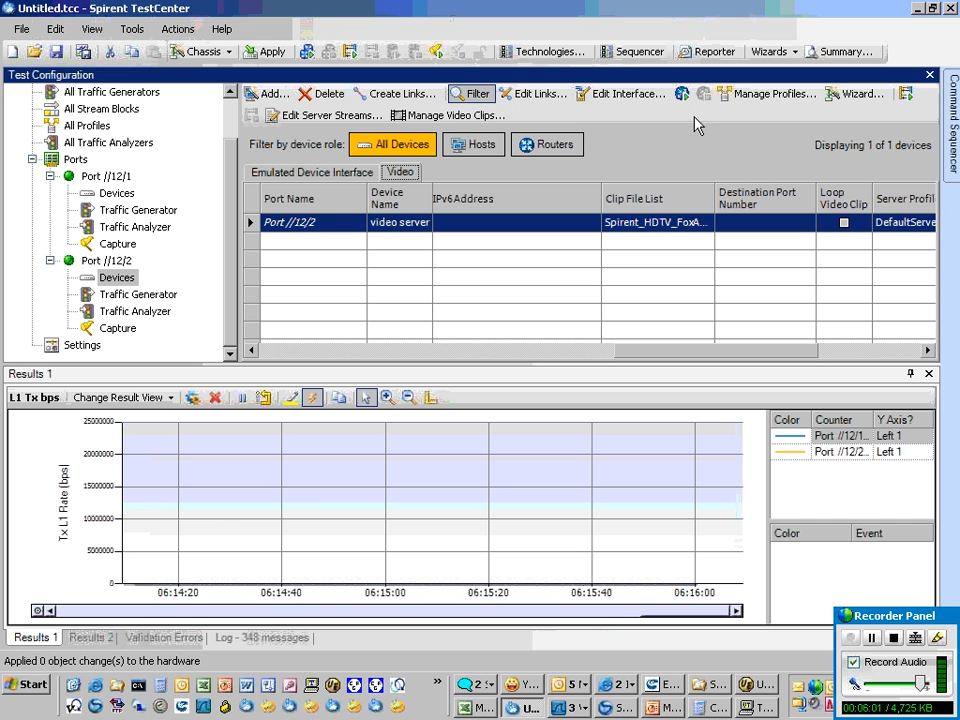 Untitled.tcc - Spirent TestCenter
File Edit View Tools Actions Help
Chassis Apply Technologies... Sequencer Reporter Wizards Summary...
Test Configuration
Command Sequencer
All Traffic Generators
All Stream Blocks
All Profiles
All Traffic Analyzers
Ports
Port //12/1
Devices
Traffic Generator
Traffic Analyzer
Capture
Port //12/2
Devices
Traffic Generator
Traffic Analyzer
Capture
Settings
Add... Delete Create Links... Filter Edit Links... Edit Interface... Manage Profiles... Wizard...
Edit Server Streams... Manage Video Clips...
Filter by device role: All Devices Hosts Routers Displaying 1 of 1 devices
Emulated Device Interface Video
Port Name Device Name IPv6Address Clip File List Destination Port Number Loop Video Clip Server Profil
Port //12/2 video server Spirent_HDTV_FoxA... DefaultServe
Results 1
L1 Tx bps Change Result View
Tx L1 Rate (bps)
25000000
20000000
15000000
10000000
5000000
0
06:14:20 06:14:40 06:15:00 06:15:20 06:15:40 06:16:00
Color Counter Y Axis?
Port //12/1... Left 1
Port //12/2... Left 1
Color Event
Results 1 Results 2 Validation Errors Log - 348 messages
Applied 0 object change(s) to the hardware
Recorder Panel
Record Audio
00:06:01 / 4,725 KB
Start